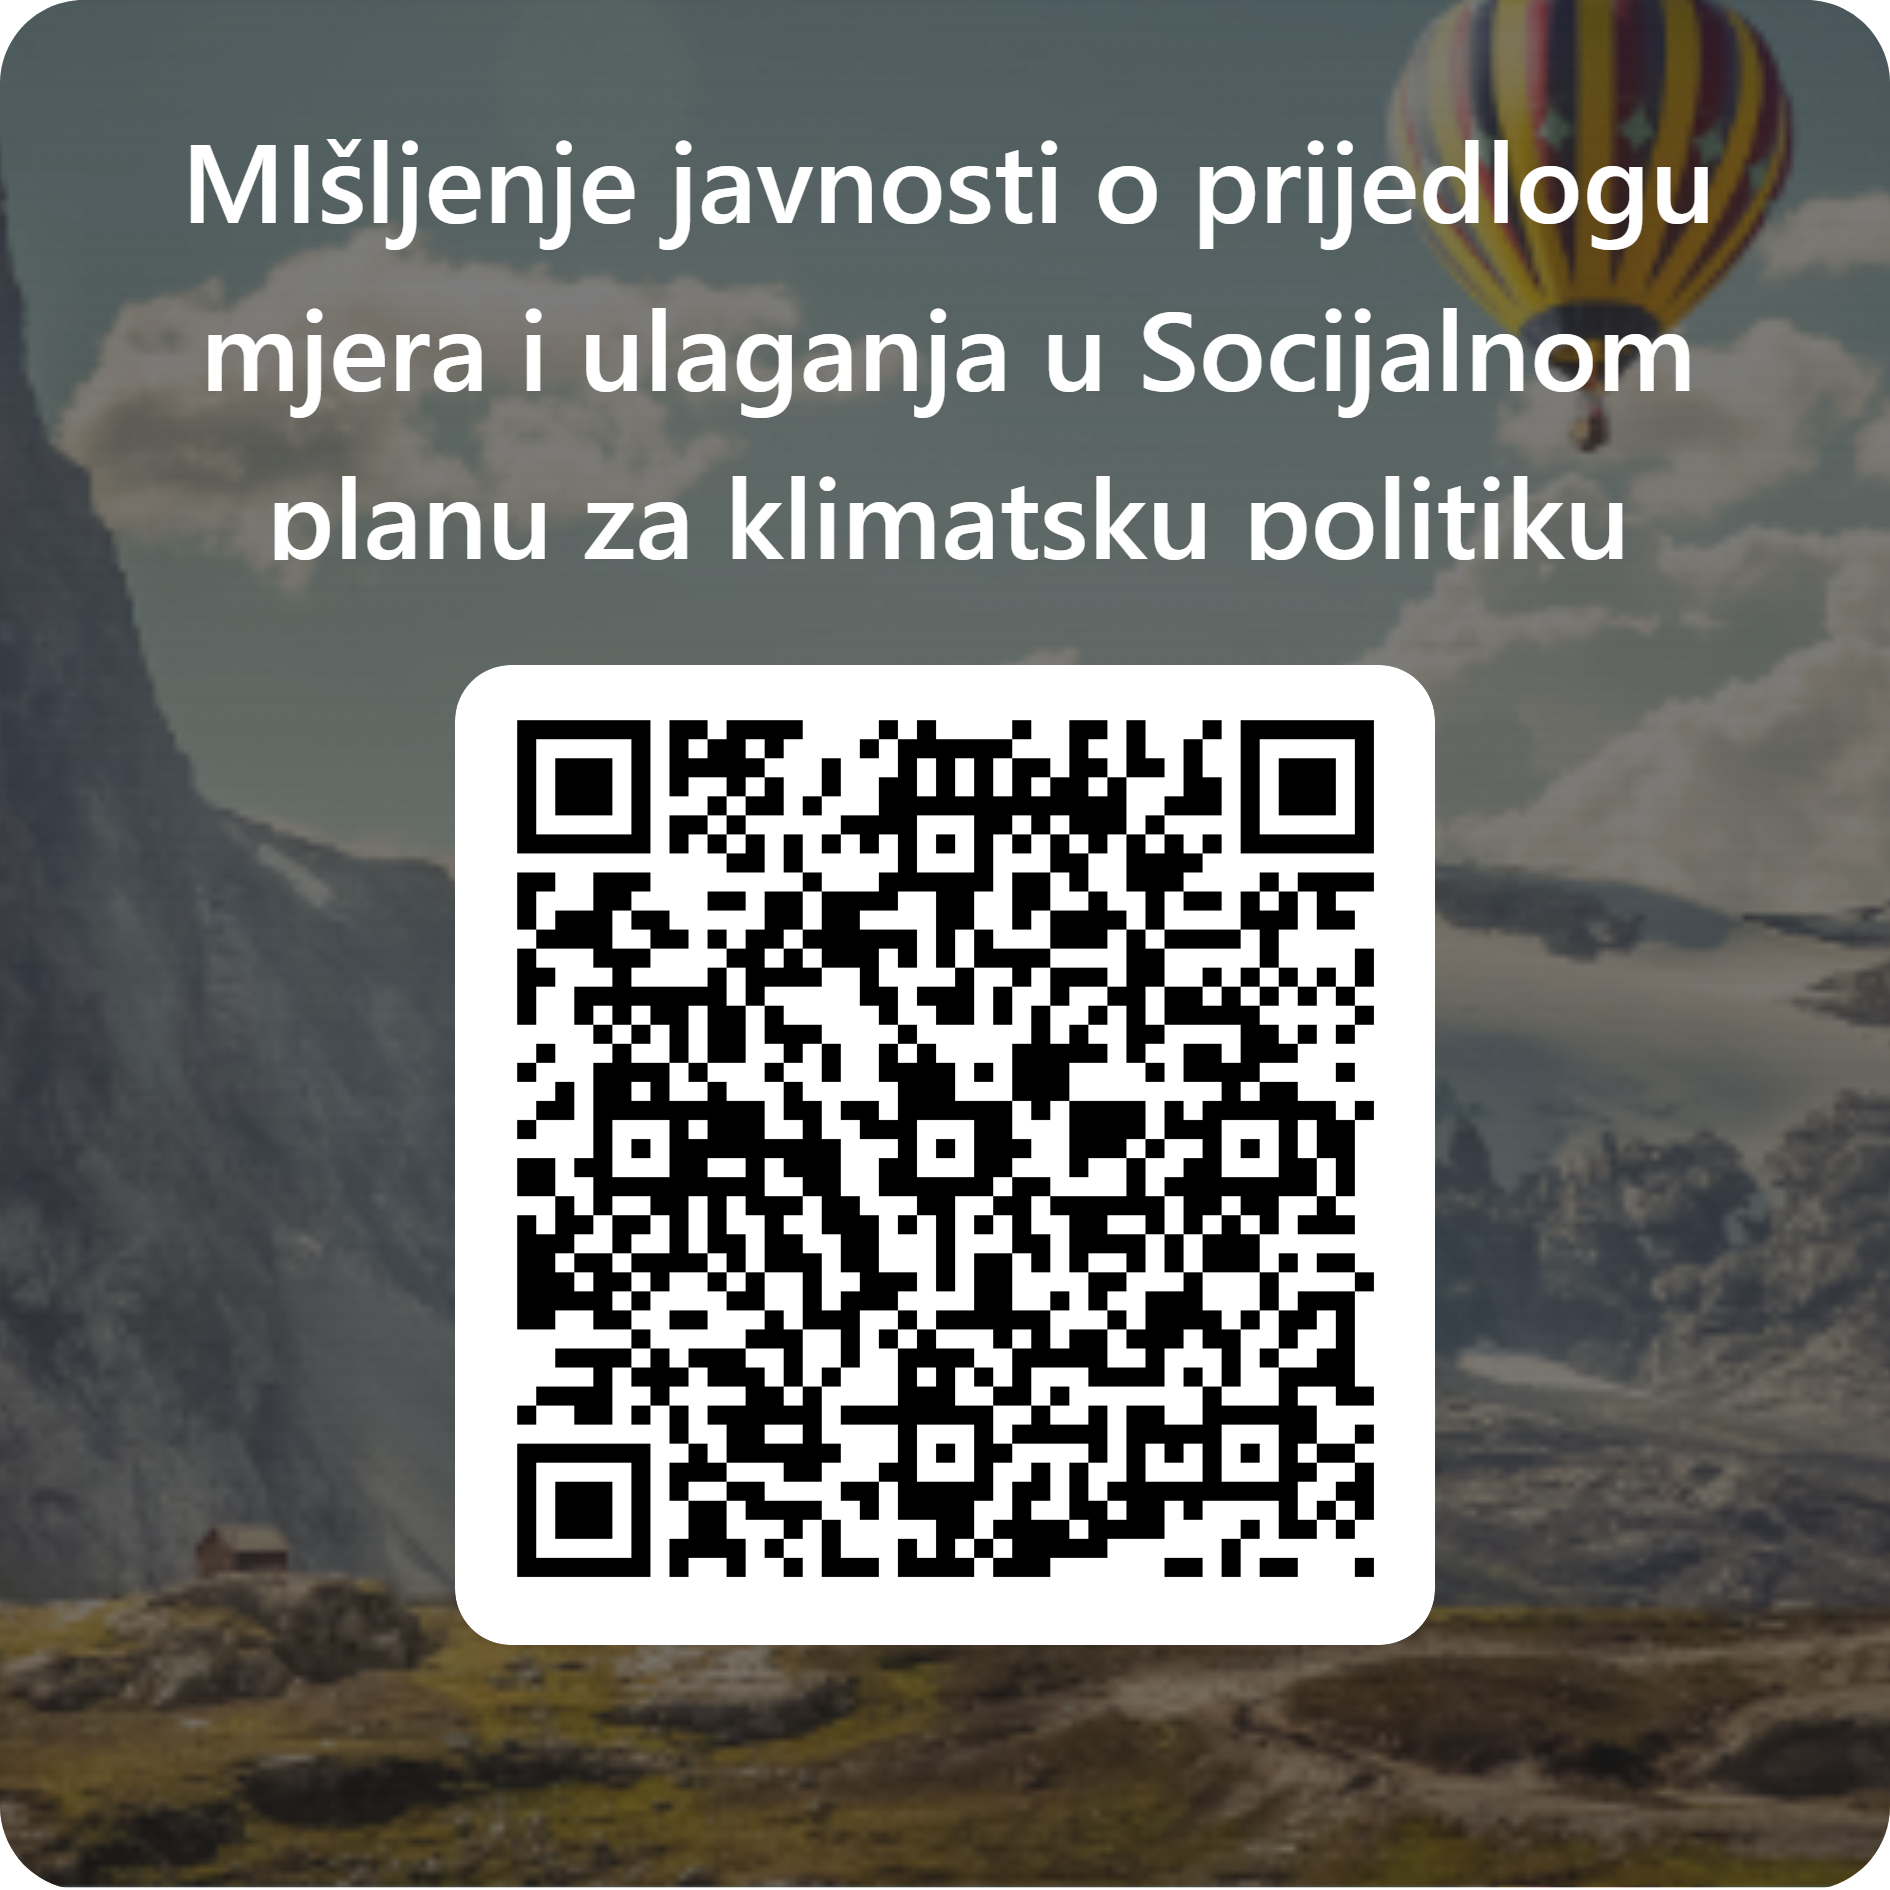 MIšljenje javnosti o prijedlogu
mjera i ulaganja u Socijalnom
planu za klimatsku politiku